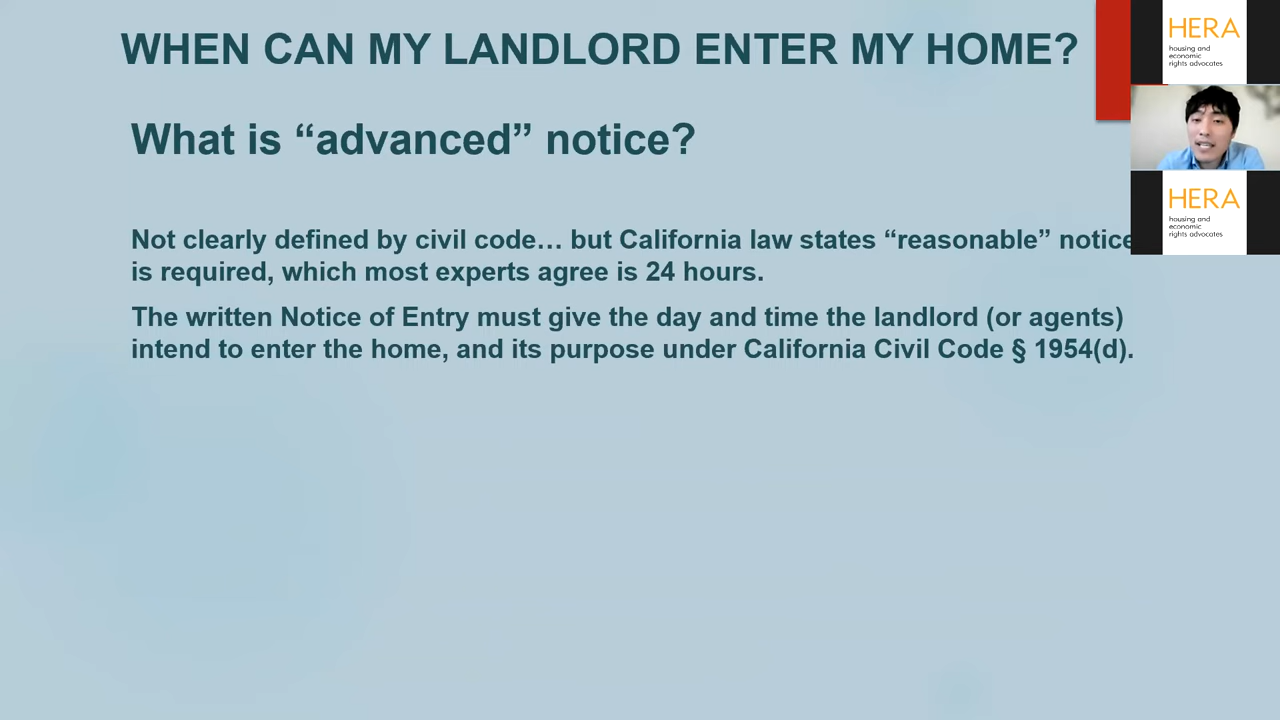 WHEN CAN MY LANDLORD ENTER MY HOME?
What is “advanced” notice?
Not clearly defined by civil code… but California law states “reasonable” notice
is required, which most experts agree is 24 hours.
The written Notice of Entry must give the day and time the landlord (or agents)
intend to enter the home, and its purpose under California Civil Code § 1954(d).
HERA
housing and
economic
rights advocates
HERA
housing and
economic
rights advocates